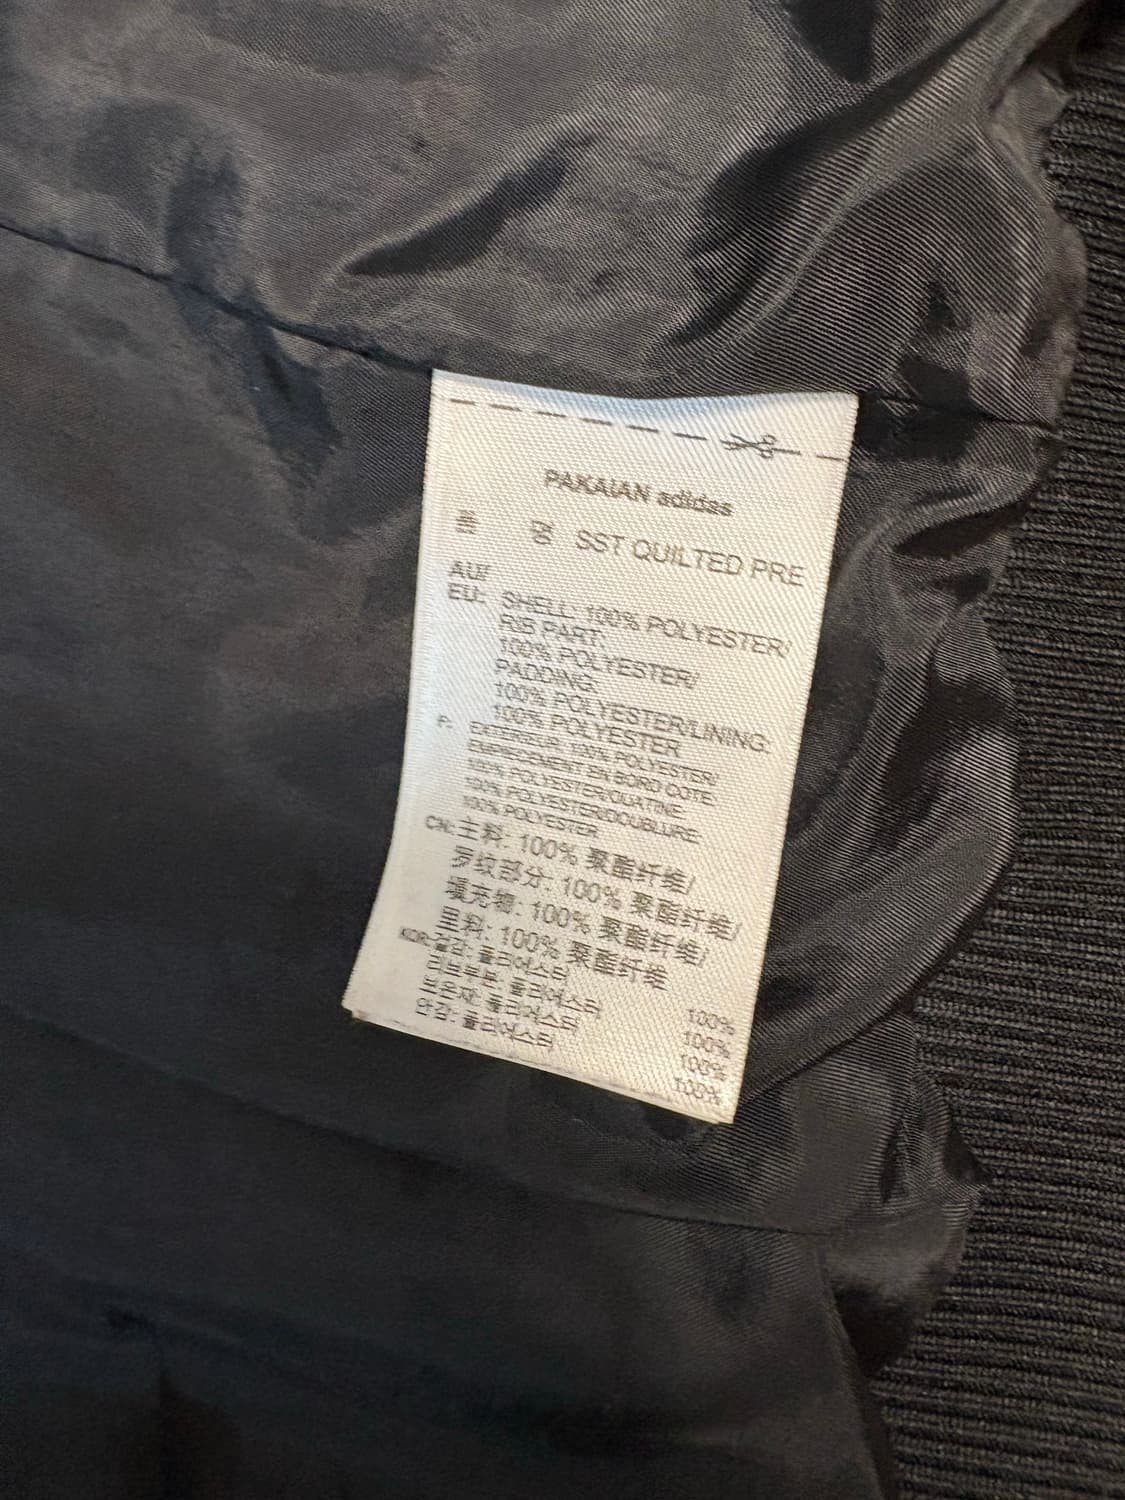 PAKAIAN adidas
품 명 SST QUILTED PRE
AU/
EU: SHELL: 100% POLYESTER/
RIB PART:
100% POLYESTER/
PADDING:
100% POLYESTER/LINING:
100% POLYESTER
F: EXTÉRIEUR: 100% POLYESTER/
EMPIECEMENT EN BORD COTE:
100% POLYESTER/OUATINE:
100% POLYESTER/DOUBLURE:
100% POLYESTER
CN: 主料: 100% 聚酯纤维/
罗纹部分: 100% 聚酯纤维/
填充物: 100% 聚酯纤维/
里料: 100% 聚酯纤维
KOR: 겉감: 폴리에스터 100%
리브부분: 폴리에스터 100%
보온재: 폴리에스터 100%
안감: 폴리에스터 100%